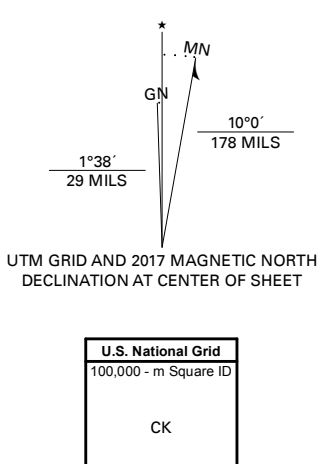 ★
MN
GN
10°0´
178 MILS
1°38´
29 MILS
UTM GRID AND 2017 MAGNETIC NORTH
DECLINATION AT CENTER OF SHEET
U.S. National Grid
100,000 - m Square ID
CK